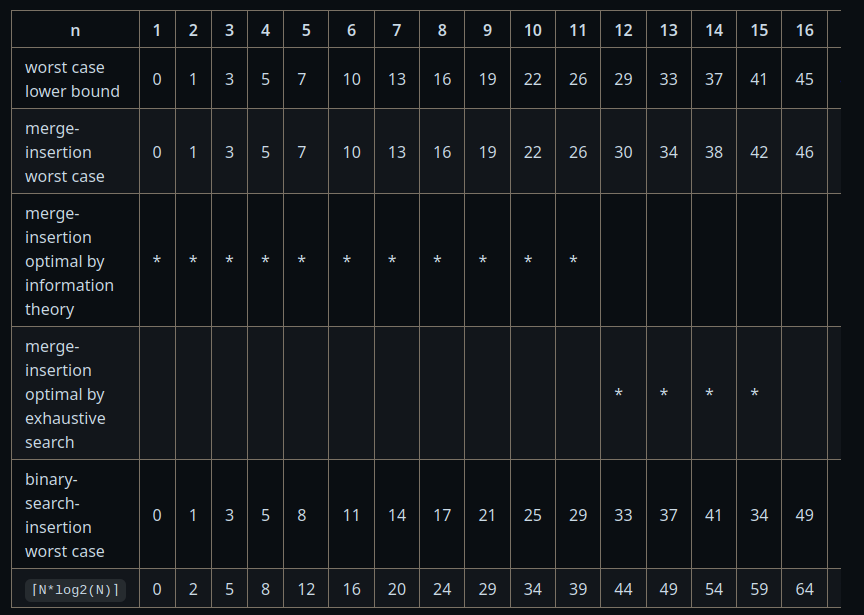 n 1 2 3 4 5 6 7 8 9 10 11 12 13 14 15 16
worst case
lower bound 0 1 3 5 7 10 13 16 19 22 26 29 33 37 41 45
merge-
insertion 0 1 3 5 7 10 13 16 19 22 26 30 34 38 42 46
worst case
merge-
insertion
optimal by * * * * * * * * * * *
information
theory
merge-
insertion
optimal by * * * *
exhaustive
search
binary-
search-
insertion 0 1 3 5 8 11 14 17 21 25 29 33 37 41 34 49
worst case
⌈N*log2(N)⌉ 0 2 5 8 12 16 20 24 29 34 39 44 49 54 59 64